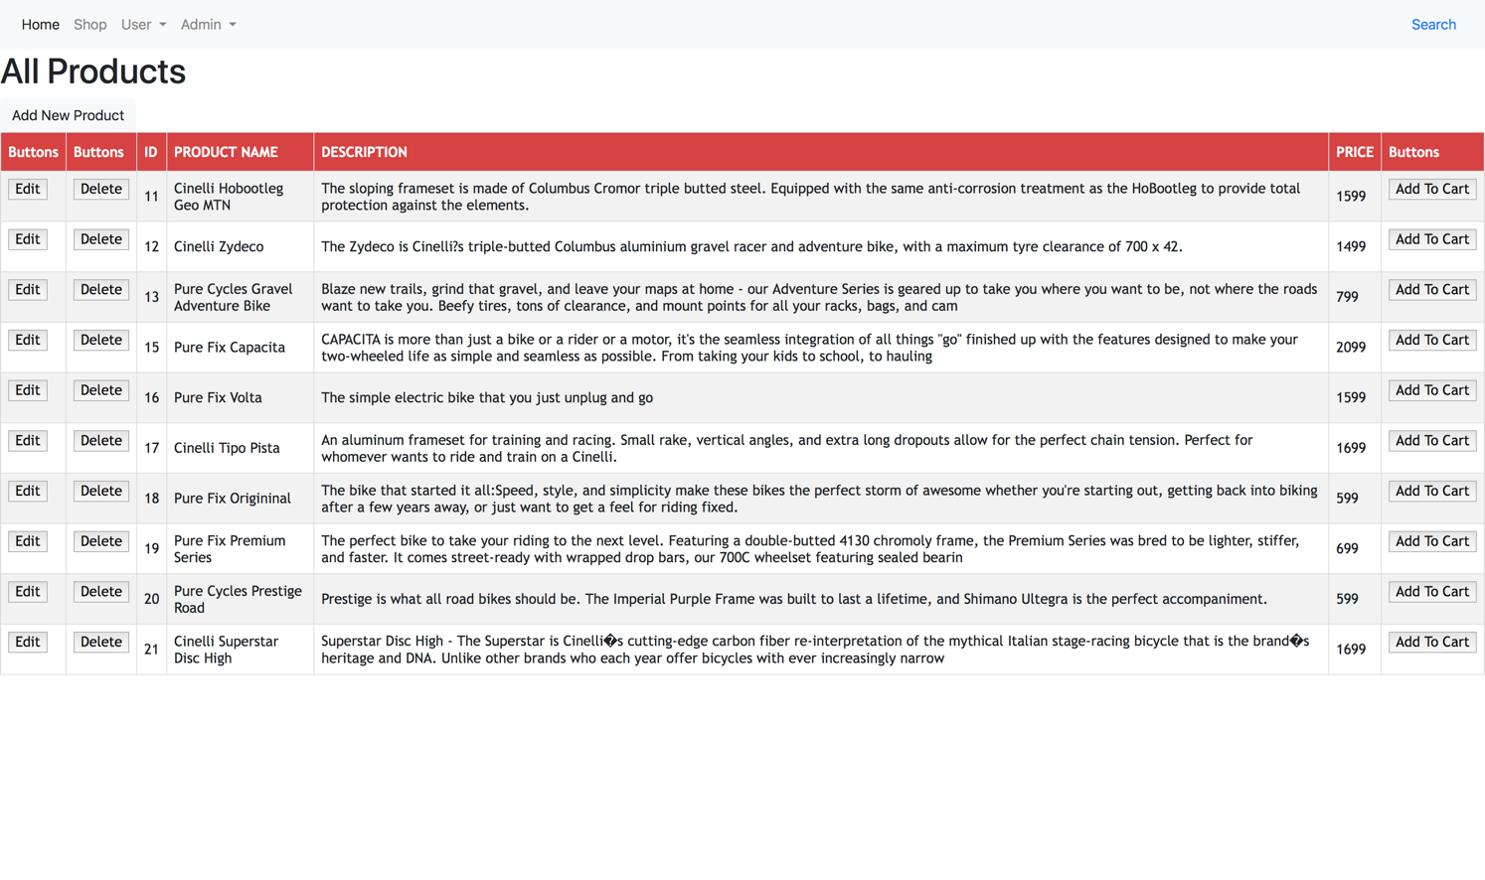 Home Shop User Admin Search
All Products
Add New Product
Buttons Buttons ID PRODUCT NAME DESCRIPTION PRICE Buttons
Edit Delete 11 Cinelli Hobootleg Geo MTN The sloping frameset is made of Columbus Cromor triple butted steel. Equipped with the same anti-corrosion treatment as the HoBootleg to provide total protection against the elements. 1599 Add To Cart
Edit Delete 12 Cinelli Zydeco The Zydeco is Cinelli?s triple-butted Columbus aluminium gravel racer and adventure bike, with a maximum tyre clearance of 700 x 42. 1499 Add To Cart
Edit Delete 13 Pure Cycles Gravel Adventure Bike Blaze new trails, grind that gravel, and leave your maps at home - our Adventure Series is geared up to take you where you want to be, not where the roads want to take you. Beefy tires, tons of clearance, and mount points for all your racks, bags, and cam 799 Add To Cart
Edit Delete 15 Pure Fix Capacita CAPACITA is more than just a bike or a rider or a motor, it's the seamless integration of all things "go" finished up with the features designed to make your two-wheeled life as simple and seamless as possible. From taking your kids to school, to hauling 2099 Add To Cart
Edit Delete 16 Pure Fix Volta The simple electric bike that you just unplug and go 1599 Add To Cart
Edit Delete 17 Cinelli Tipo Pista An aluminum frameset for training and racing. Small rake, vertical angles, and extra long dropouts allow for the perfect chain tension. Perfect for whomever wants to ride and train on a Cinelli. 1699 Add To Cart
Edit Delete 18 Pure Fix Origininal The bike that started it all:Speed, style, and simplicity make these bikes the perfect storm of awesome whether you're starting out, getting back into biking after a few years away, or just want to get a feel for riding fixed. 599 Add To Cart
Edit Delete 19 Pure Fix Premium Series The perfect bike to take your riding to the next level. Featuring a double-butted 4130 chromoly frame, the Premium Series was bred to be lighter, stiffer, and faster. It comes street-ready with wrapped drop bars, our 700C wheelset featuring sealed bearin 699 Add To Cart
Edit Delete 20 Pure Cycles Prestige Road Prestige is what all road bikes should be. The Imperial Purple Frame was built to last a lifetime, and Shimano Ultegra is the perfect accompaniment. 599 Add To Cart
Edit Delete 21 Cinelli Superstar Disc High Superstar Disc High - The Superstar is Cinelli�s cutting-edge carbon fiber re-interpretation of the mythical Italian stage-racing bicycle that is the brand�s heritage and DNA. Unlike other brands who each year offer bicycles with ever increasingly narrow 1699 Add To Cart